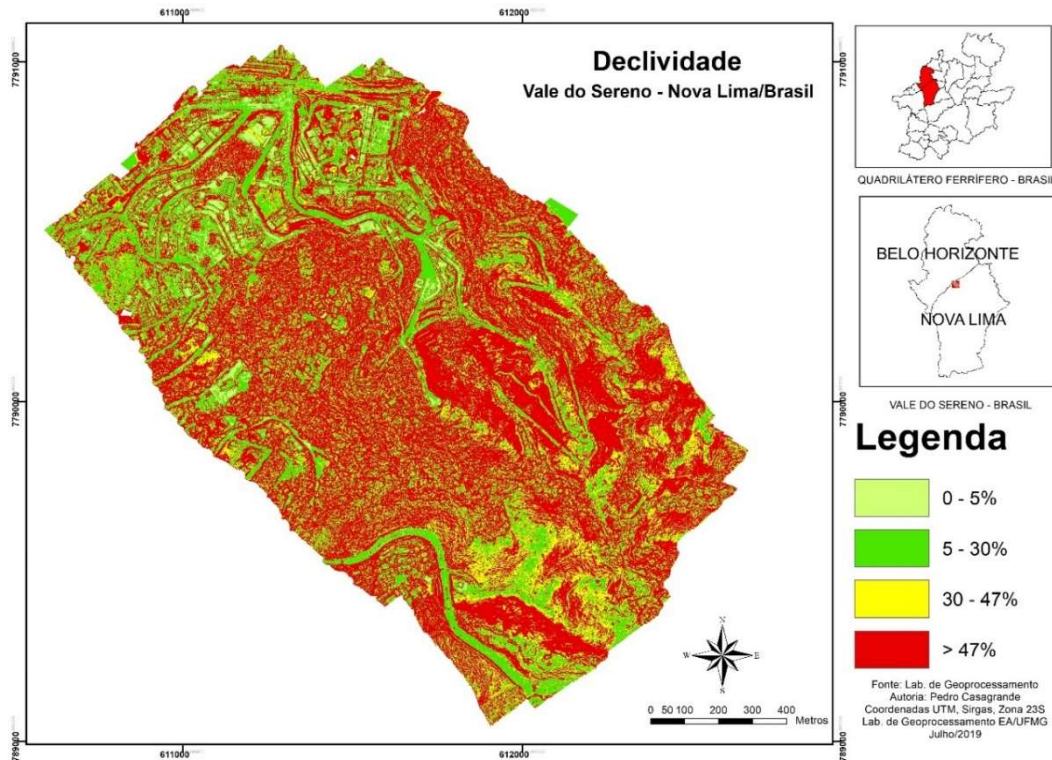 611000
612000
Declividade
Vale do Sereno - Nova Lima/Brasil
7791000
7791000
QUADRILÁTERO FERRÍFERO - BRASIL
BELO HORIZONTE
NOVA LIMA
VALE DO SERENO - BRASIL
7790000
7790000
Legenda
0 - 5%
5 - 30%
30 - 47%
> 47%
N
W
E
S
0 50 100 200 300 400
Metros
Fonte: Lab. de Geoprocessamento
Autoria: Pedro Casagrande
Coordenadas UTM, Sirgas, Zona 23S
Lab. de Geoprocessamento EA/UFMG
Julho/2019
7789000
7789000
611000
612000